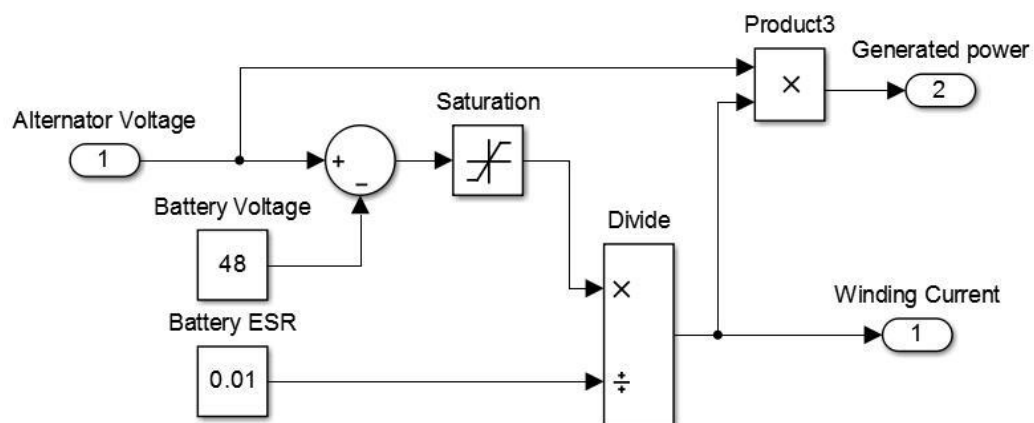 Product3
Generated power
×
2
Saturation
Alternator Voltage
1
+
−
Battery Voltage
48
Divide
×
Winding Current
1
Battery ESR
0.01
÷